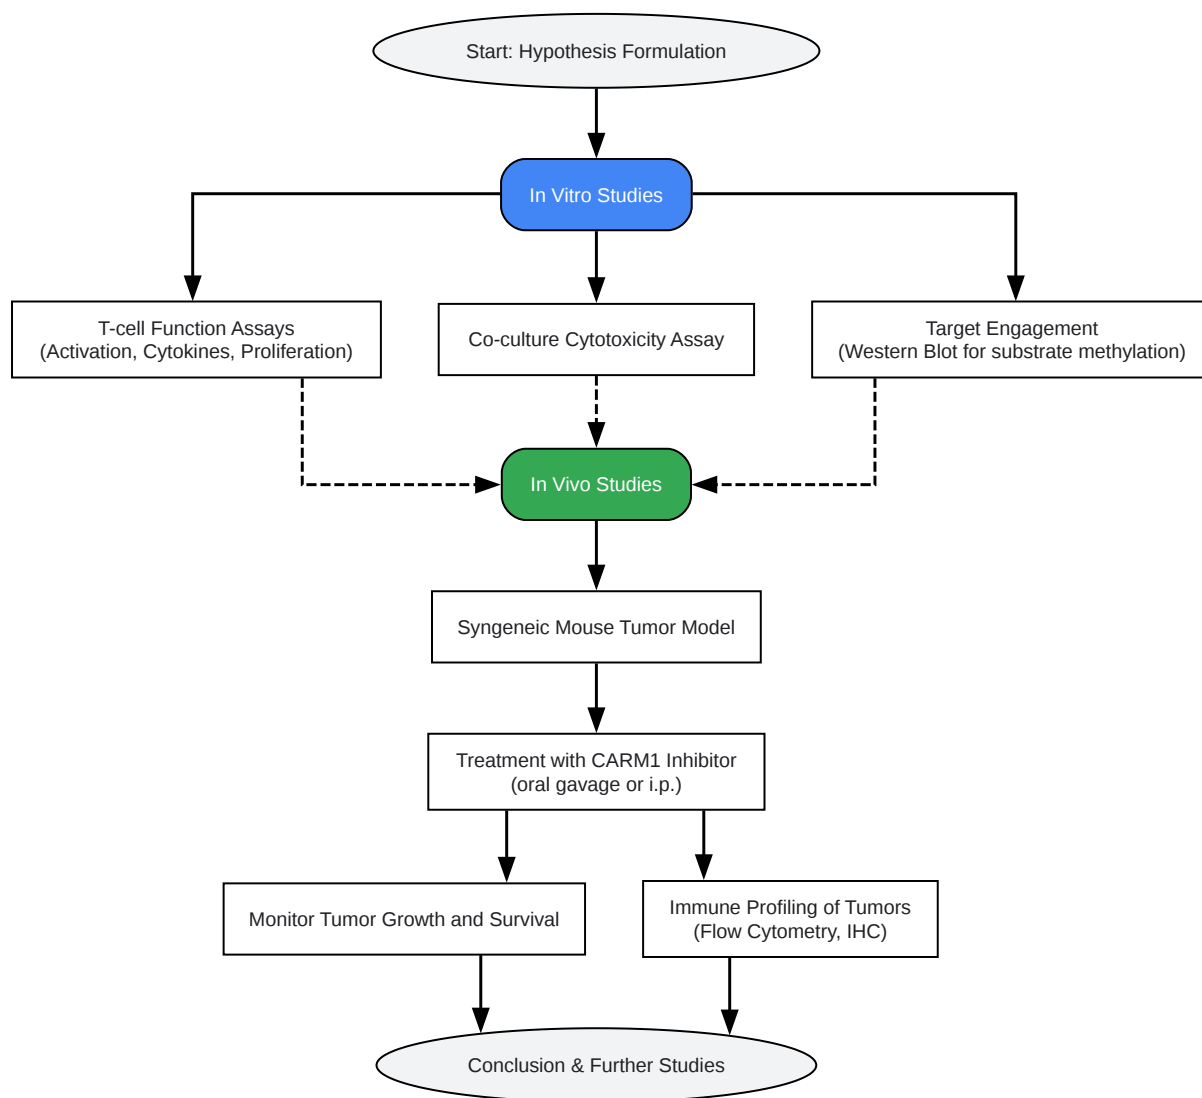 Start: Hypothesis Formulation
In Vitro Studies
T-cell Function Assays
(Activation, Cytokines, Proliferation)
Co-culture Cytotoxicity Assay
Target Engagement
(Western Blot for substrate methylation)
In Vivo Studies
Syngeneic Mouse Tumor Model
Treatment with CARM1 Inhibitor
(oral gavage or i.p.)
Monitor Tumor Growth and Survival
Immune Profiling of Tumors
(Flow Cytometry, IHC)
Conclusion & Further Studies